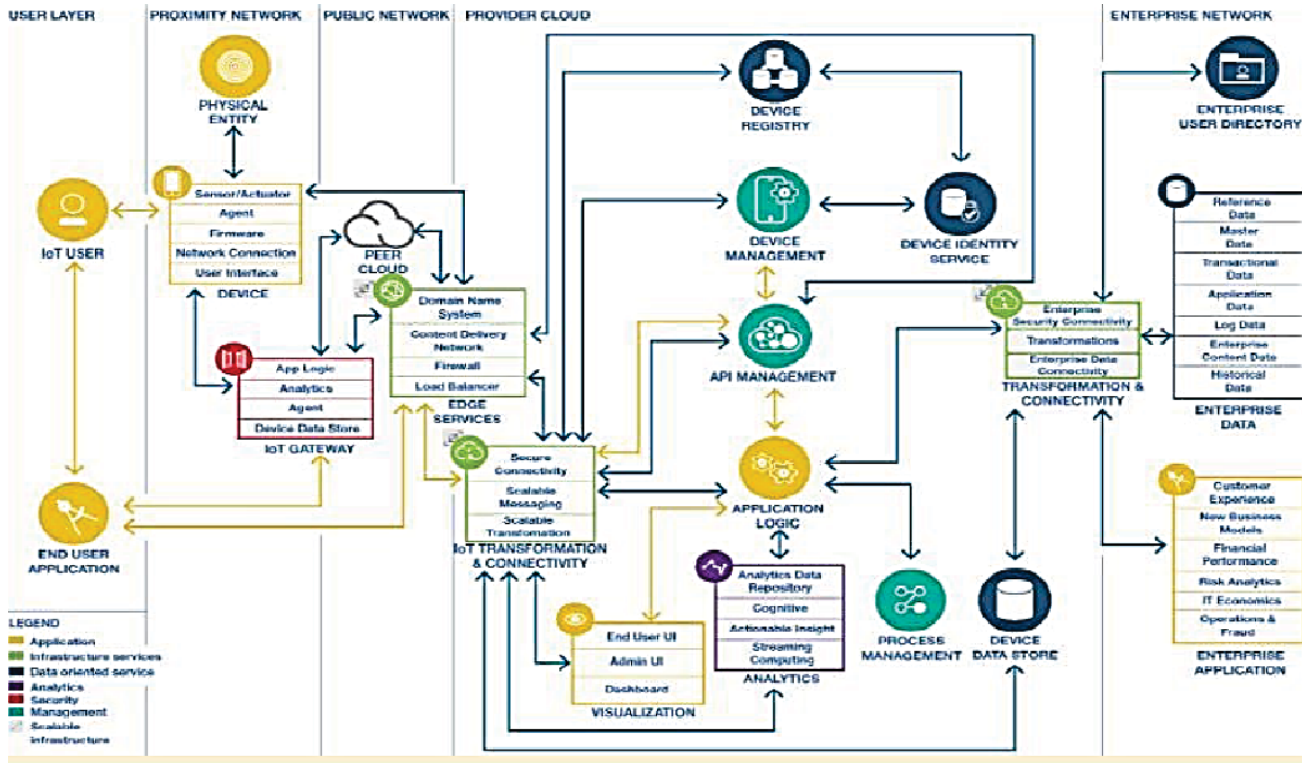 USER LAYER
PROXIMITY NETWORK
PUBLIC NETWORK
PROVIDER CLOUD
ENTERPRISE NETWORK
PHYSICAL
ENTITY
DEVICE
REGISTRY
ENTERPRISE
USER DIRECTORY
IoT USER
Sensor/Actuator
Agent
Firmware
Network Connection
User Interface
DEVICE
PEER
CLOUD
DEVICE
MANAGEMENT
DEVICE IDENTITY
SERVICE
Reference
Data
Master
Data
Transactional
Data
Application
Data
Log Data
Enterprise
Content Data
Historical
Data
ENTERPRISE
DATA
Domain Name
System
Content Delivery
Network
Firewall
Load Balancer
EDGE
SERVICES
API MANAGEMENT
Enterprise
Security Connectivity
Transformations
Enterprise Data
Connectivity
TRANSFORMATION &
CONNECTIVITY
App Logic
Analytics
Agent
Device Data Store
IoT GATEWAY
END USER
APPLICATION
Secure
Connectivity
Scalable
Messaging
Scalable
Transfomation
IoT TRANSFORMATION
& CONNECTIVITY
APPLICATION
LOGIC
Customer
Experience
New Business
Models
Financial
Performance
Risk Analytics
IT Economics
Operations &
Fraud
ENTERPRISE
APPLICATION
End User UI
Admin UI
Dashboard
VISUALIZATION
Analytics Data
Repository
Cognitive
Actionable Insight
Streaming
Computing
ANALYTICS
PROCESS
MANAGEMENT
DEVICE
DATA STORE
LEGEND
Application
Infrastructure services
Data oriented service
Analytics
Security
Management
Scalable
infrastructure